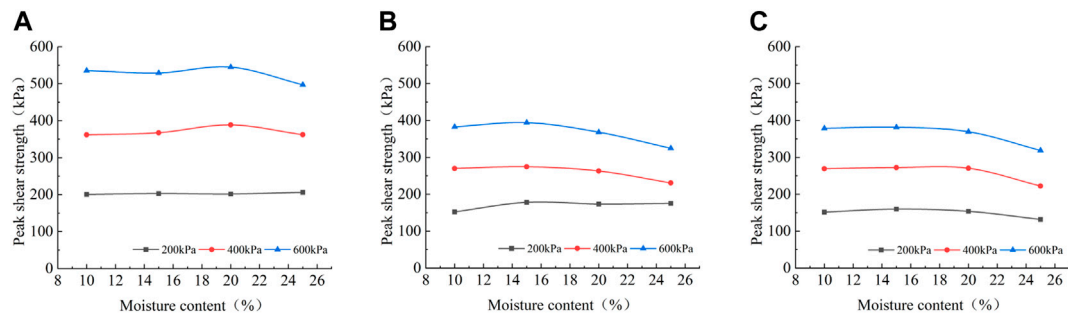 A
Peak shear strength（kPa）
600
500
400
300
200
100
0
200kPa 400kPa 600kPa
8 10 12 14 16 18 20 22 24 26
Moisture content（%）
B
Peak shear strength（kPa）
600
500
400
300
200
100
0
200kPa 400kPa 600kPa
8 10 12 14 16 18 20 22 24 26
Moisture content（%）
C
Peak shear strength（kPa）
600
500
400
300
200
100
0
200kPa 400kPa 600kPa
8 10 12 14 16 18 20 22 24 26
Moisture content（%）